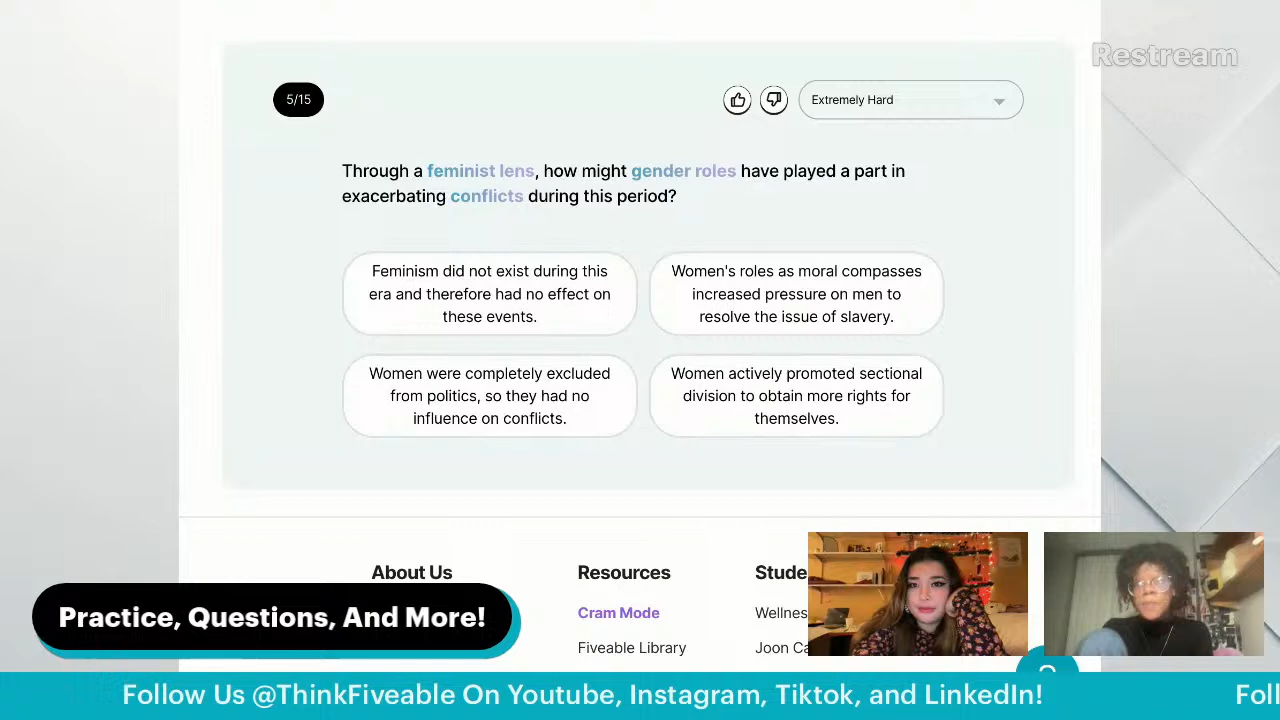 Restream
5/15
Extremely Hard
Through a feminist lens, how might gender roles have played a part in
exacerbating conflicts during this period?
Feminism did not exist during this
era and therefore had no effect on
these events.
Women's roles as moral compasses
increased pressure on men to
resolve the issue of slavery.
Women were completely excluded
from politics, so they had no
influence on conflicts.
Women actively promoted sectional
division to obtain more rights for
themselves.
About Us
Resources
Stude
Cram Mode
Wellnes
Fiveable Library
Joon Ca
Practice, Questions, And More!
Follow Us @ThinkFiveable On Youtube, Instagram, Tiktok, and LinkedIn!
Foll